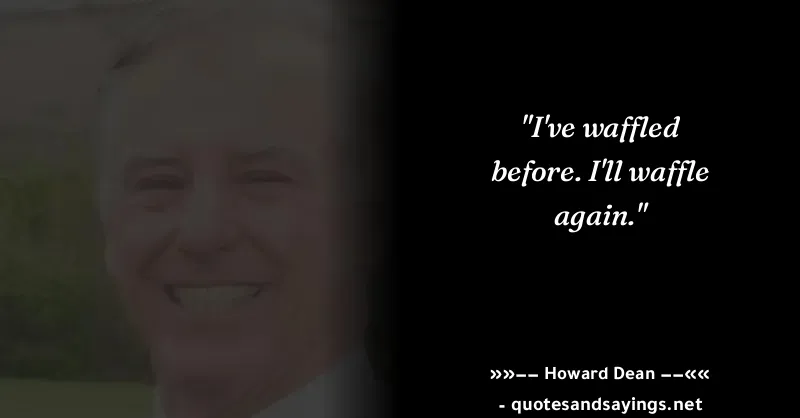 "I've waffled
before. I'll waffle
again."
»»−− Howard Dean −−««
- quotesandsayings.net